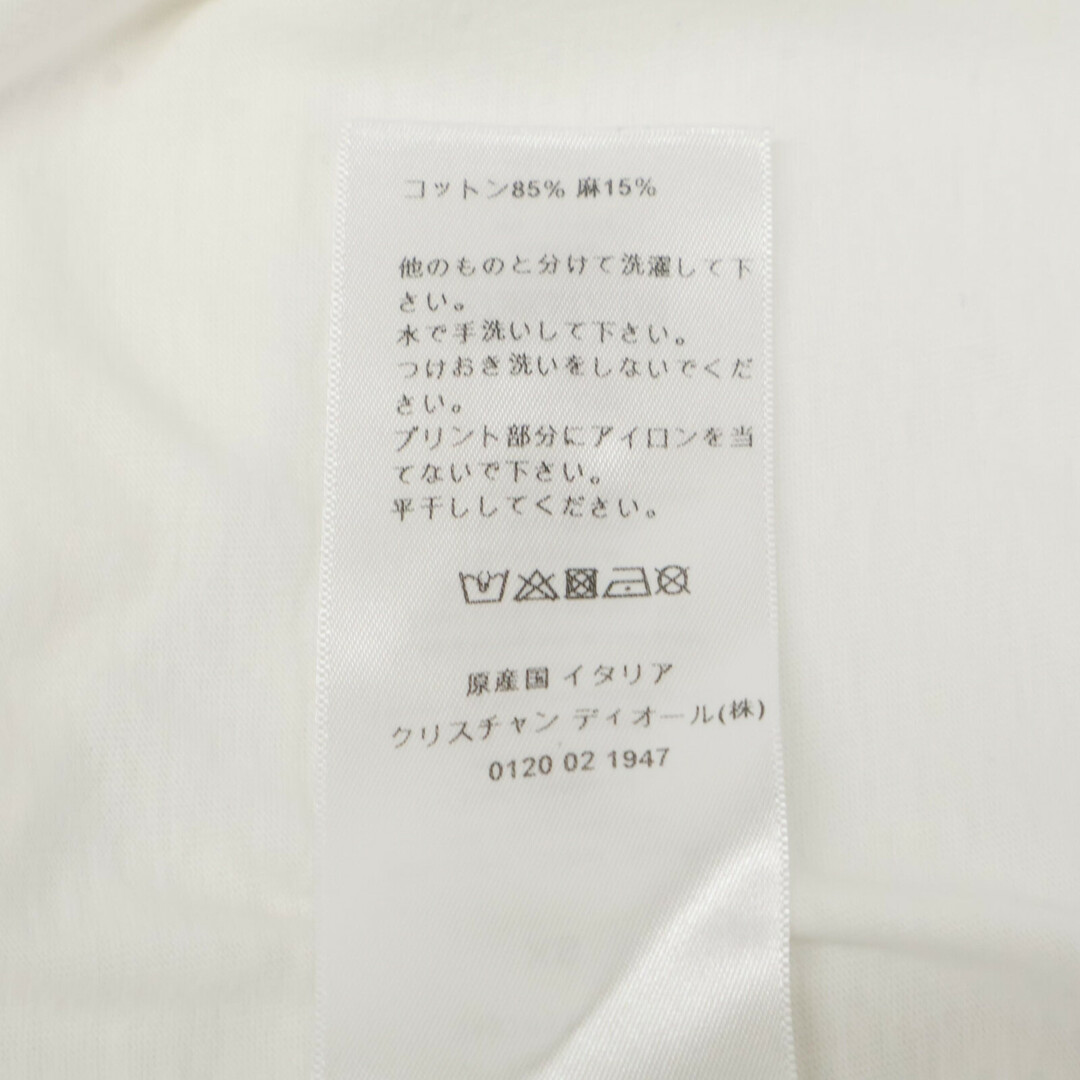 コットン85% 麻15%
他のものと分けて洗濯して下
さい。
水で手洗いして下さい。
つけおき洗いをしないでくだ
さい。
プリント部分にアイロンを当
てないで下さい。
平干ししてください。
原産国 イタリア
クリスチャン ディオール(株)
0120 02 1947